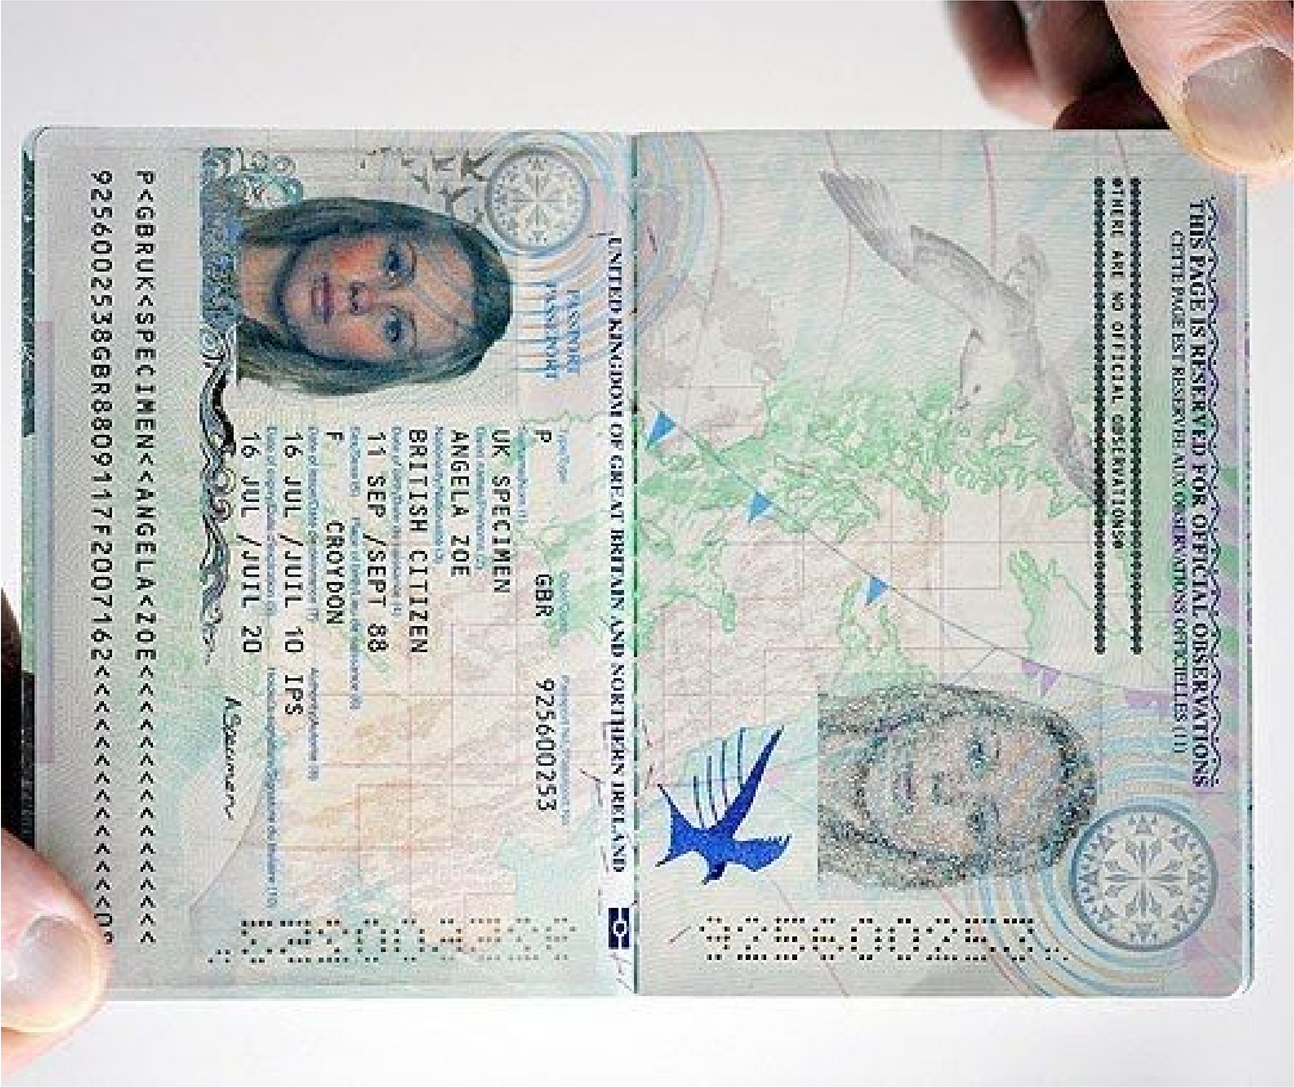 THIS PAGE IS RESERVED FOR OFFICIAL OBSERVATIONS
CETTE PAGE EST RESERVEE AUX OBSERVATIONS OFFICIELLES (11)
THERE ARE NO OFFICIAL OBSERVATIONS
925600253
UNITED KINGDOM OF GREAT BRITAIN AND NORTHERN IRELAND
PASSPORT
PASSEPORT
P GBR 925600253
UK SPECIMEN
ANGELA ZOE
BRITISH CITIZEN
11 SEP /SEPT 88
F CROYDON
16 JUL /JUIL 10 IPS
16 JUL /JUIL 20
A Specimen
925600253
P<GBRUK<SPECIMEN<<ANGELA<ZOE<<<<<<<<<<<<<<<<
9256002538GBR8809117F2007162<<<<<<<<<<<<<<